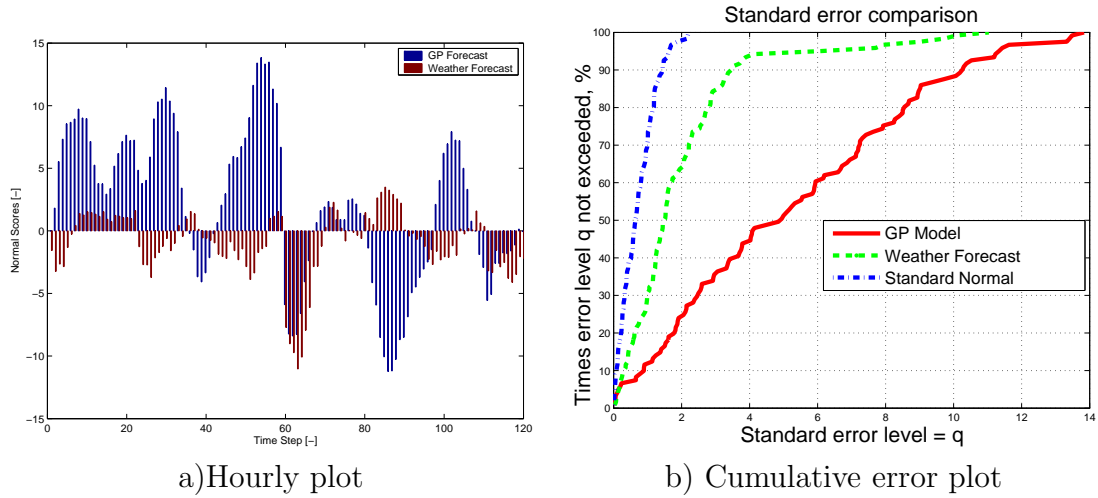 15
10
5
0
−5
−10
−15
0 20 40 60 80 100 120
Normal Scores [−]
Time Step [−]
GP Forecast
Weather Forecast
a)Hourly plot
Standard error comparison
100
90
80
70
60
50
40
30
20
10
0
0 2 4 6 8 10 12 14
Times error level q not exceeded, %
Standard error level = q
GP Model
Weather Forecast
Standard Normal
b) Cumulative error plot